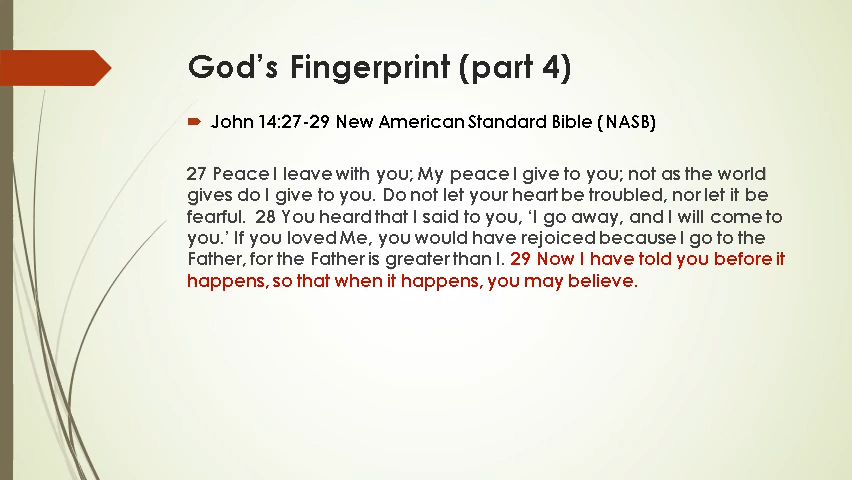 God's Fingerprint (part 4)
John 14:27-29 New American Standard Bible (NASB)
27 Peace I leave with you; My peace I give to you; not as the world
gives do I give to you. Do not let your heart be troubled, nor let it be
fearful. 28 You heard that I said to you, ‘I go away, and I will come to
you.’ If you loved Me, you would have rejoiced because I go to the
Father, for the Father is greater than I. 29 Now I have told you before it
happens, so that when it happens, you may believe.